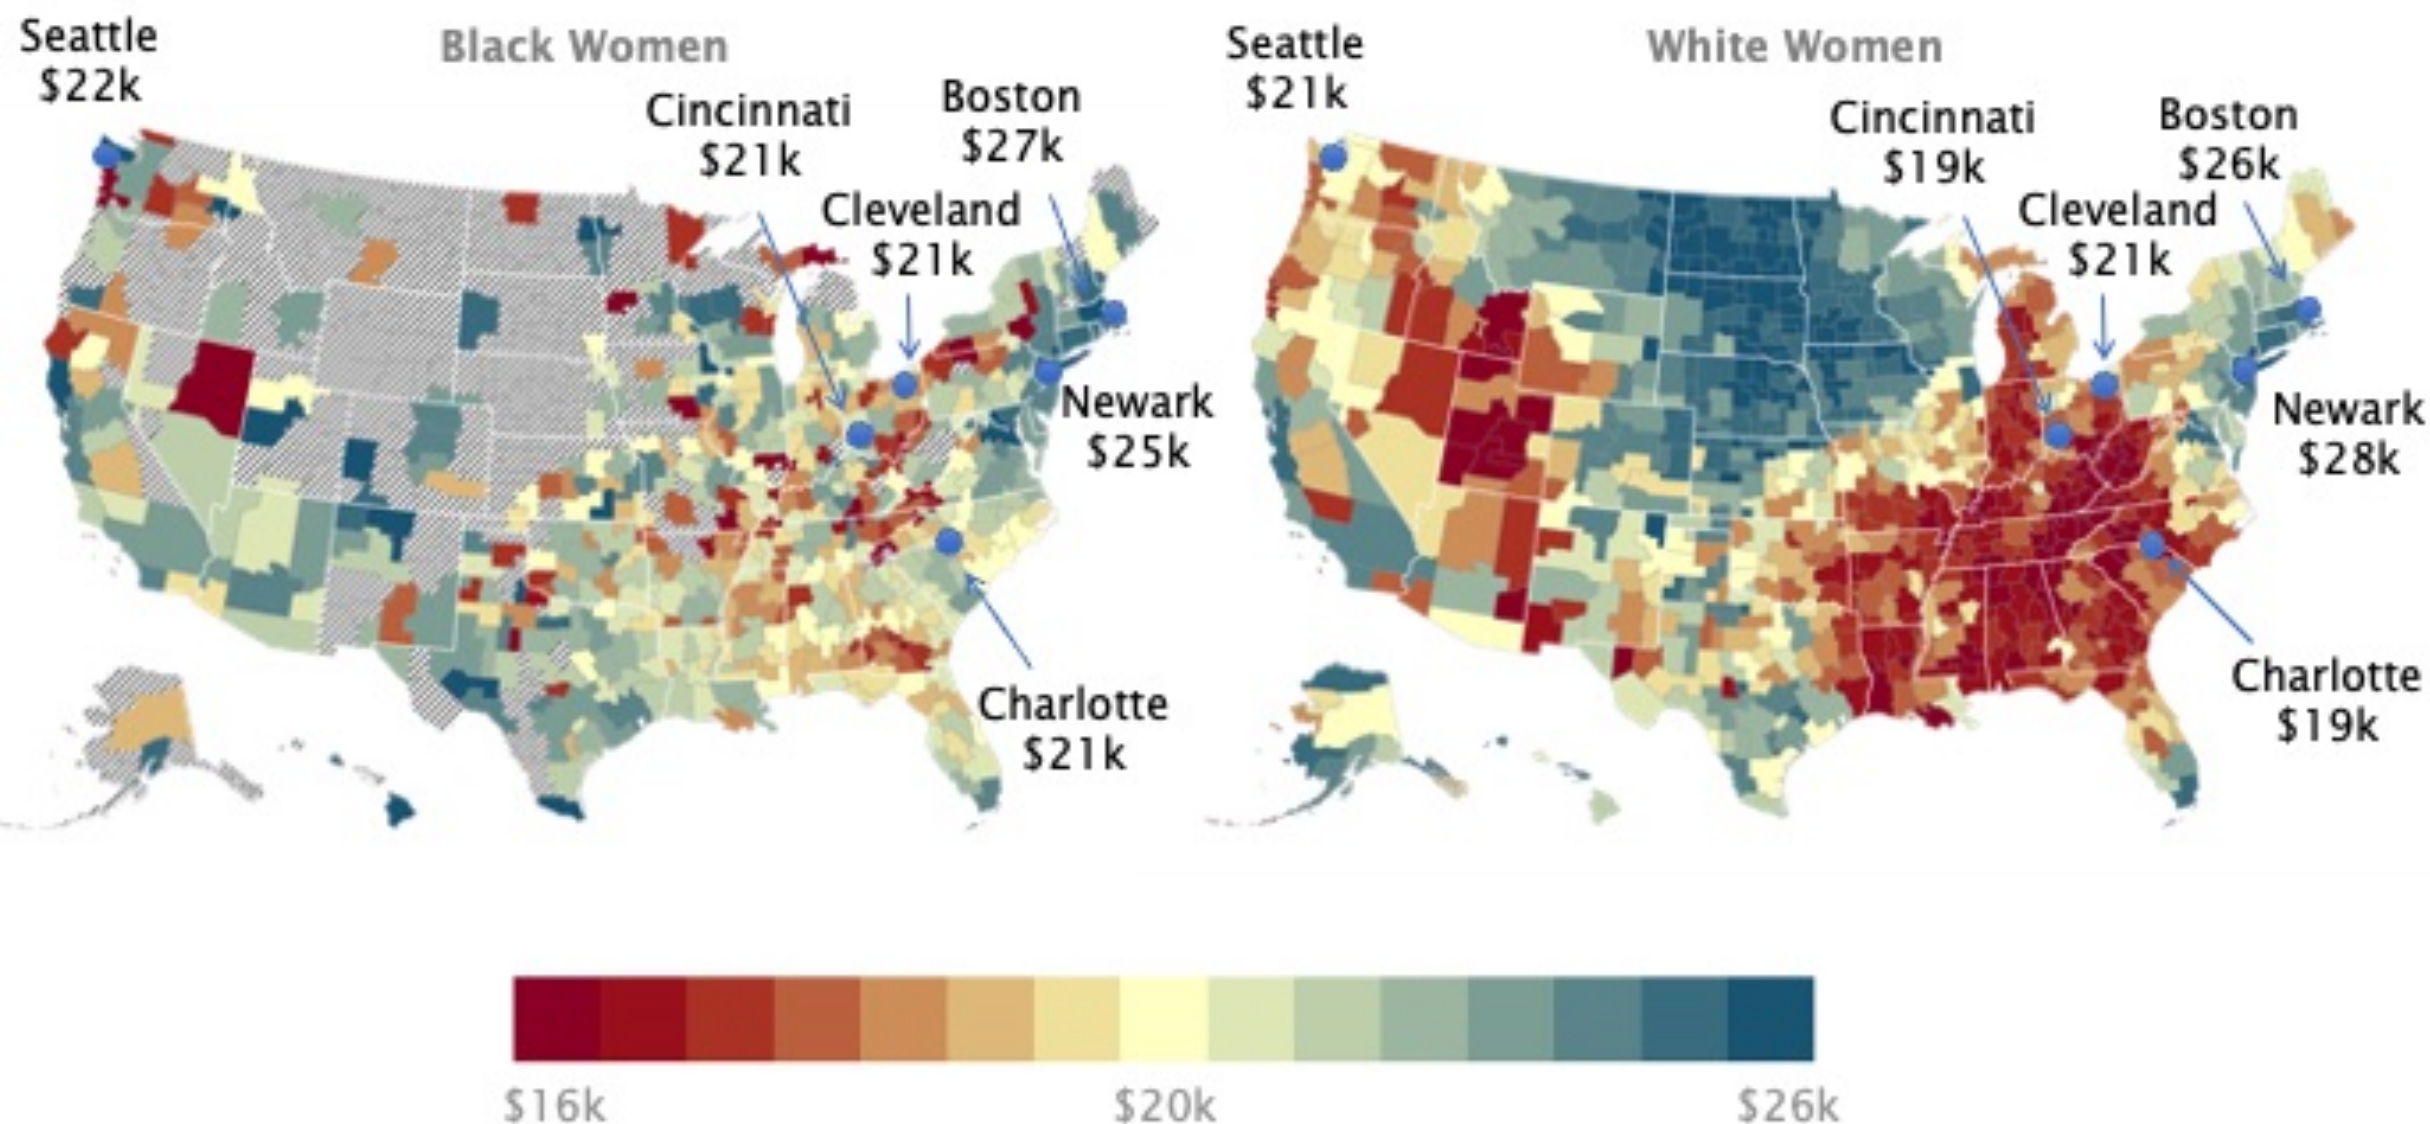 Black Women
Seattle
$22k
Cincinnati
$21k
Boston
$27k
Cleveland
$21k
Newark
$25k
Charlotte
$21k
White Women
Seattle
$21k
Cincinnati
$19k
Boston
$26k
Cleveland
$21k
Newark
$28k
Charlotte
$19k
$16k
$20k
$26k